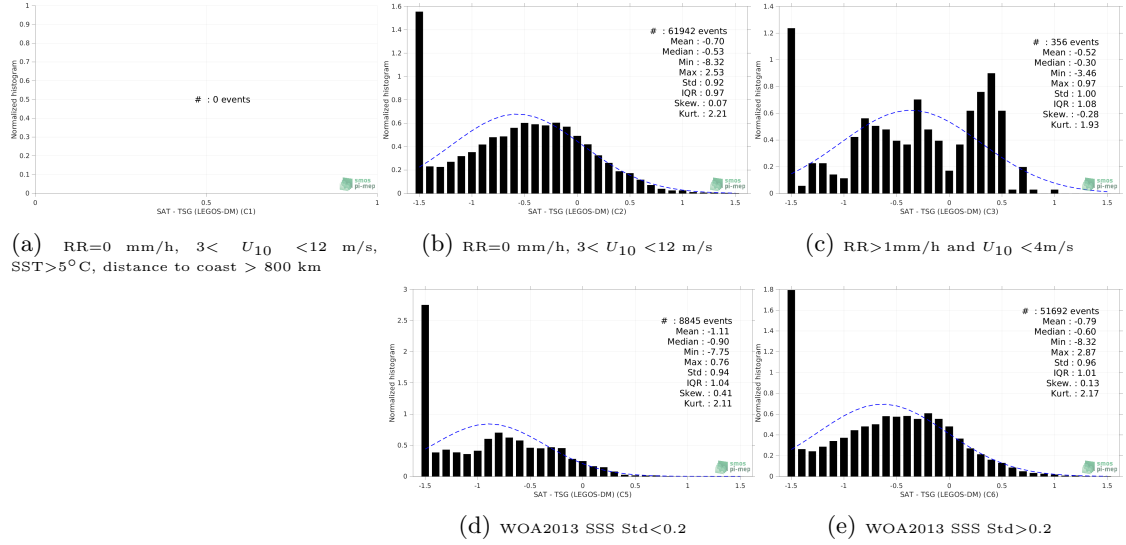 1
0.9
0.8
0.7
0.6
0.5
0.4
0.3
0.2
0.1
0
Normalized histogram
# : 0 events
smos
pi-mep
0 0.5 1
SAT - TSG (LEGOS-DM) (C1)
(a) RR=0 mm/h, 3< U10 <12 m/s,
SST>5°C, distance to coast > 800 km
1.6
1.4
1.2
1
0.8
0.6
0.4
0.2
0
Normalized histogram
# : 61942 events
Mean : -0.70
Median : -0.53
Min : -8.32
Max : 2.53
Std : 0.92
IQR : 0.97
Skew. : 0.07
Kurt. : 2.21
smos
pi-mep
-1.5 -1 -0.5 0 0.5 1 1.5
SAT - TSG (LEGOS-DM) (C2)
(b) RR=0 mm/h, 3< U10 <12 m/s
1.4
1.2
1
0.8
0.6
0.4
0.2
0
Normalized histogram
# : 356 events
Mean : -0.52
Median : -0.30
Min : -3.46
Max : 0.97
Std : 1.00
IQR : 1.08
Skew. : -0.28
Kurt. : 1.93
smos
pi-mep
-1.5 -1 -0.5 0 0.5 1 1.5
SAT - TSG (LEGOS-DM) (C3)
(c) RR>1mm/h and U10 <4m/s
3
2.5
2
1.5
1
0.5
0
Normalized histogram
# : 8845 events
Mean : -1.11
Median : -0.90
Min : -7.75
Max : 0.76
Std : 0.94
IQR : 1.04
Skew. : 0.41
Kurt. : 2.11
smos
pi-mep
-1.5 -1 -0.5 0 0.5 1 1.5
SAT - TSG (LEGOS-DM) (C5)
(d) WOA2013 SSS Std<0.2
1.8
1.6
1.4
1.2
1
0.8
0.6
0.4
0.2
0
Normalized histogram
# : 51692 events
Mean : -0.79
Median : -0.60
Min : -8.32
Max : 2.87
Std : 0.96
IQR : 1.01
Skew. : 0.13
Kurt. : 2.17
smos
pi-mep
-1.5 -1 -0.5 0 0.5 1 1.5
SAT - TSG (LEGOS-DM) (C6)
(e) WOA2013 SSS Std>0.2